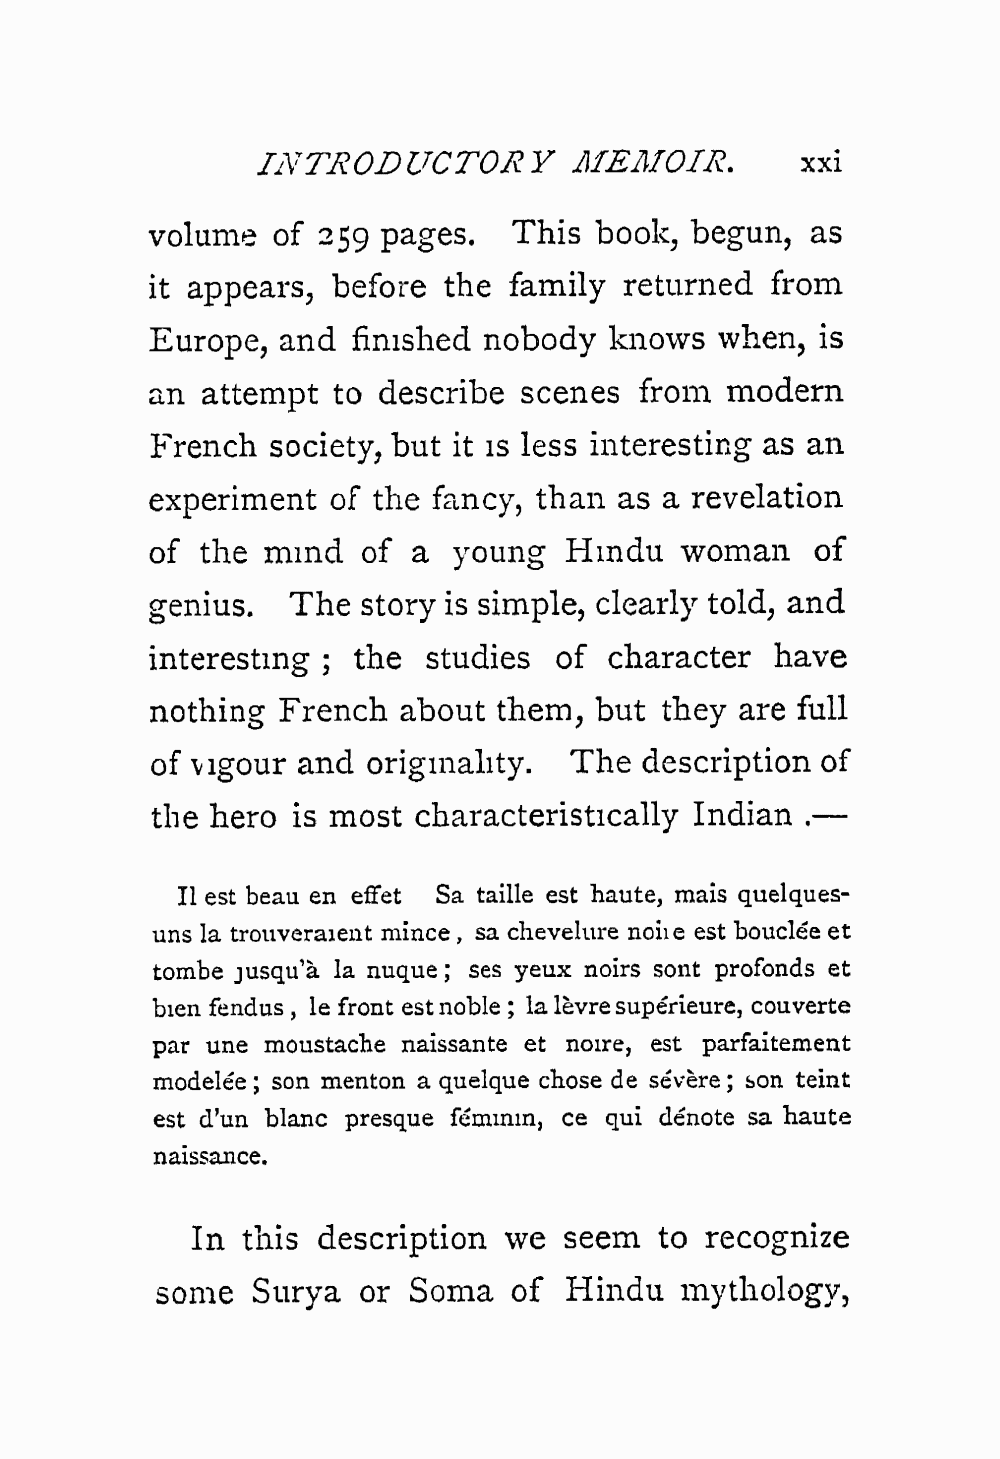 INTRODUCTORY MEMOIR. xxi
volume of 259 pages. This book, begun, as
it appears, before the family returned from
Europe, and finished nobody knows when, is
an attempt to describe scenes from modern
French society, but it is less interesting as an
experiment of the fancy, than as a revelation
of the mind of a young Hindu woman of
genius. The story is simple, clearly told, and
interesting ; the studies of character have
nothing French about them, but they are full
of vigour and originality. The description of
the hero is most characteristically Indian .—
Il est beau en effet Sa taille est haute, mais quelques-
uns la trouveraient mince , sa chevelure noire est bouclée et
tombe jusqu'à la nuque ; ses yeux noirs sont profonds et
bien fendus , le front est noble ; la lèvre supérieure, couverte
par une moustache naissante et noire, est parfaitement
modelée ; son menton a quelque chose de sévère ; son teint
est d'un blanc presque féminin, ce qui dénote sa haute
naissance.
In this description we seem to recognize
some Surya or Soma of Hindu mythology,